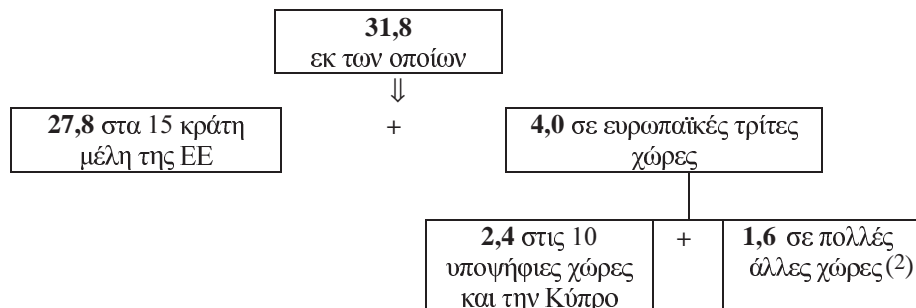 31,8
εκ των οποίων
⇓
27,8 στα 15 κράτη
μέλη της ΕΕ
+
4,0 σε ευρωπαϊκές τρίτες
χώρες
2,4 στις 10
υποψήφιες χώρες
και την Κύπρο
+
1,6 σε πολλές
άλλες χώρες(2)